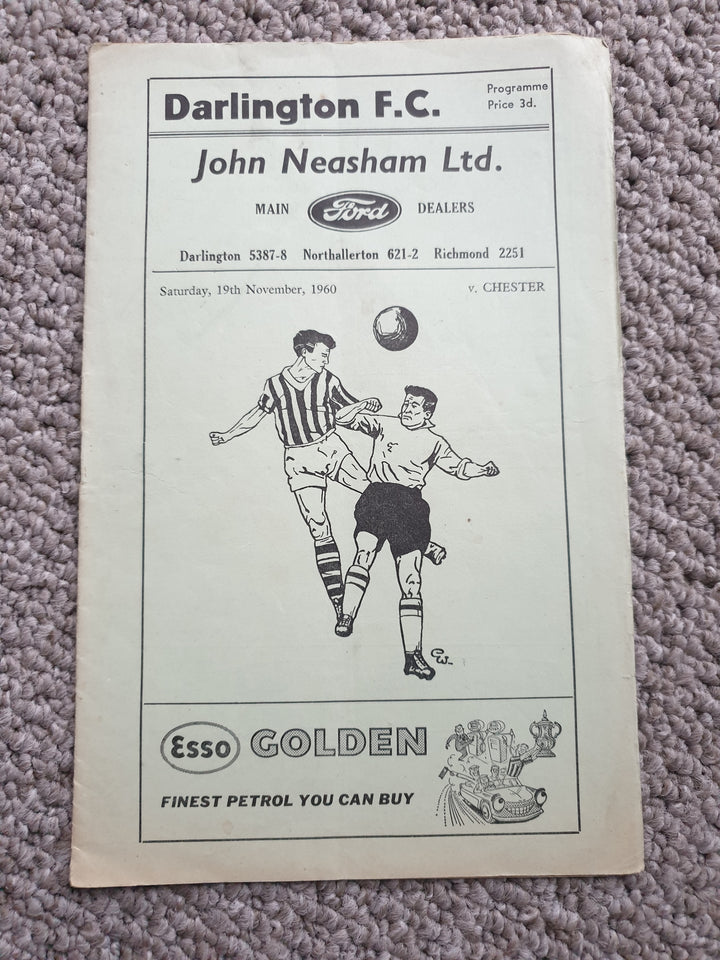 Darlington F.C.
Programme
Price 3d.
John Neasham Ltd.
MAIN Ford DEALERS
Darlington 5387-8 Northallerton 621-2 Richmond 2251
Saturday, 19th November, 1960 v. CHESTER
CW
Esso GOLDEN
FINEST PETROL YOU CAN BUY